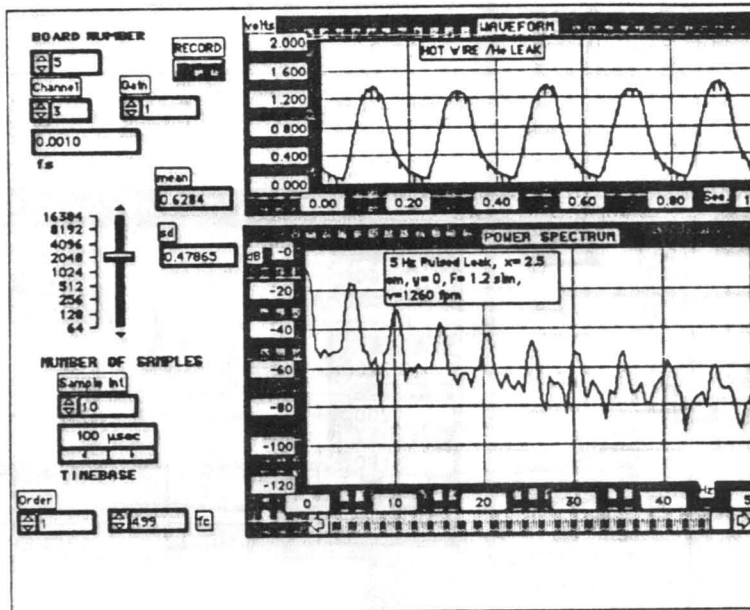 BOARD NUMBER
5
RECORD
Channel
Gain
3
1
0.0010
fs
mean
0.6284
sd
0.47865
16384
8192
4096
2048
1024
512
256
128
64
NUMBER OF SAMPLES
Sample Int
10
100 µsec
TIMEBASE
Order
1
499
fc
volts
WAVEFORM
HOT WIRE /He LEAK
2.000
1.600
1.200
0.800
0.400
0.000
0.00 0.20 0.40 0.60 0.80 Sec. 1
POWER SPECTRUM
dB
5 Hz Pulsed Leak, x= 2.5
cm, y= 0, F= 1.2 slm,
v=1260 fpm
-0
-20
-40
-60
-80
-100
-120
Hz
0 10 20 30 40 5